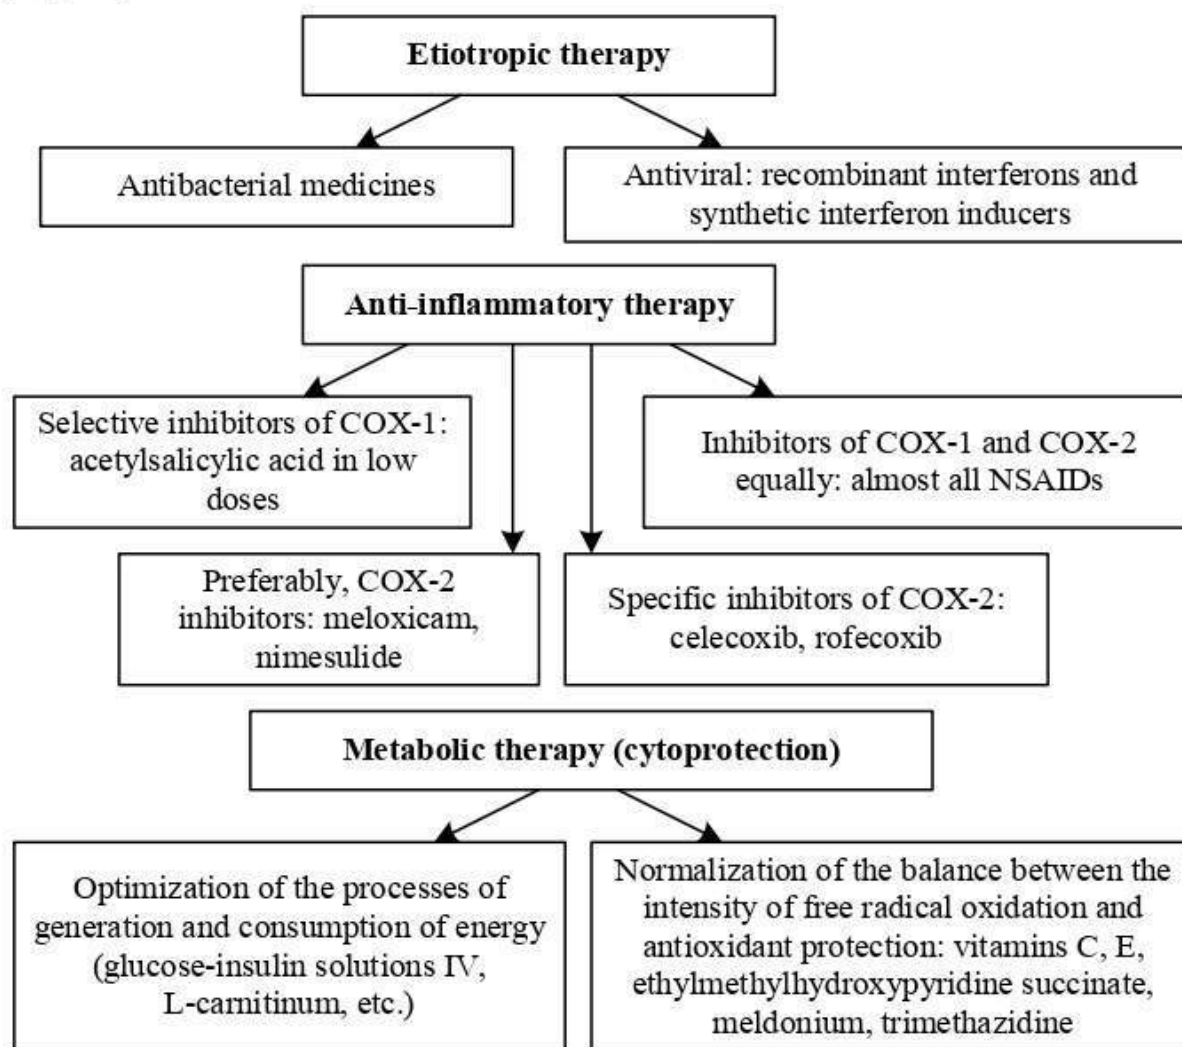 Etiotropic therapy
Antibacterial medicines
Antiviral: recombinant interferons and
synthetic interferon inducers
Anti-inflammatory therapy
Selective inhibitors of COX-1:
acetylsalicylic acid in low
doses
Inhibitors of COX-1 and COX-2
equally: almost all NSAIDs
Preferably, COX-2
inhibitors: meloxicam,
nimesulide
Specific inhibitors of COX-2:
celecoxib, rofecoxib
Metabolic therapy (cytoprotection)
Optimization of the processes of
generation and consumption of energy
(glucose-insulin solutions IV,
L-carnitinum, etc.)
Normalization of the balance between the
intensity of free radical oxidation and
antioxidant protection: vitamins C, E,
ethylmethylhydroxypyridine succinate,
meldonium, trimethazidine